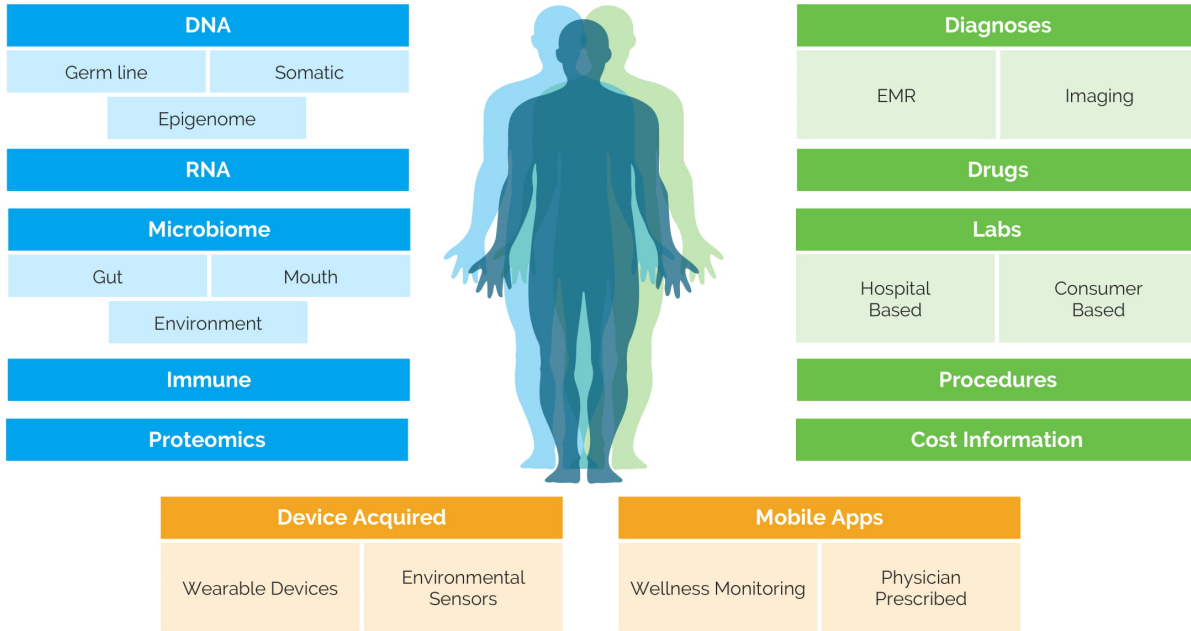 DNA
Germ line
Somatic
Epigenome
RNA
Microbiome
Gut
Mouth
Environment
Immune
Proteomics
Diagnoses
EMR
Imaging
Drugs
Labs
Hospital
Based
Consumer
Based
Procedures
Cost Information
Device Acquired
Wearable Devices
Environmental
Sensors
Mobile Apps
Wellness Monitoring
Physician
Prescribed